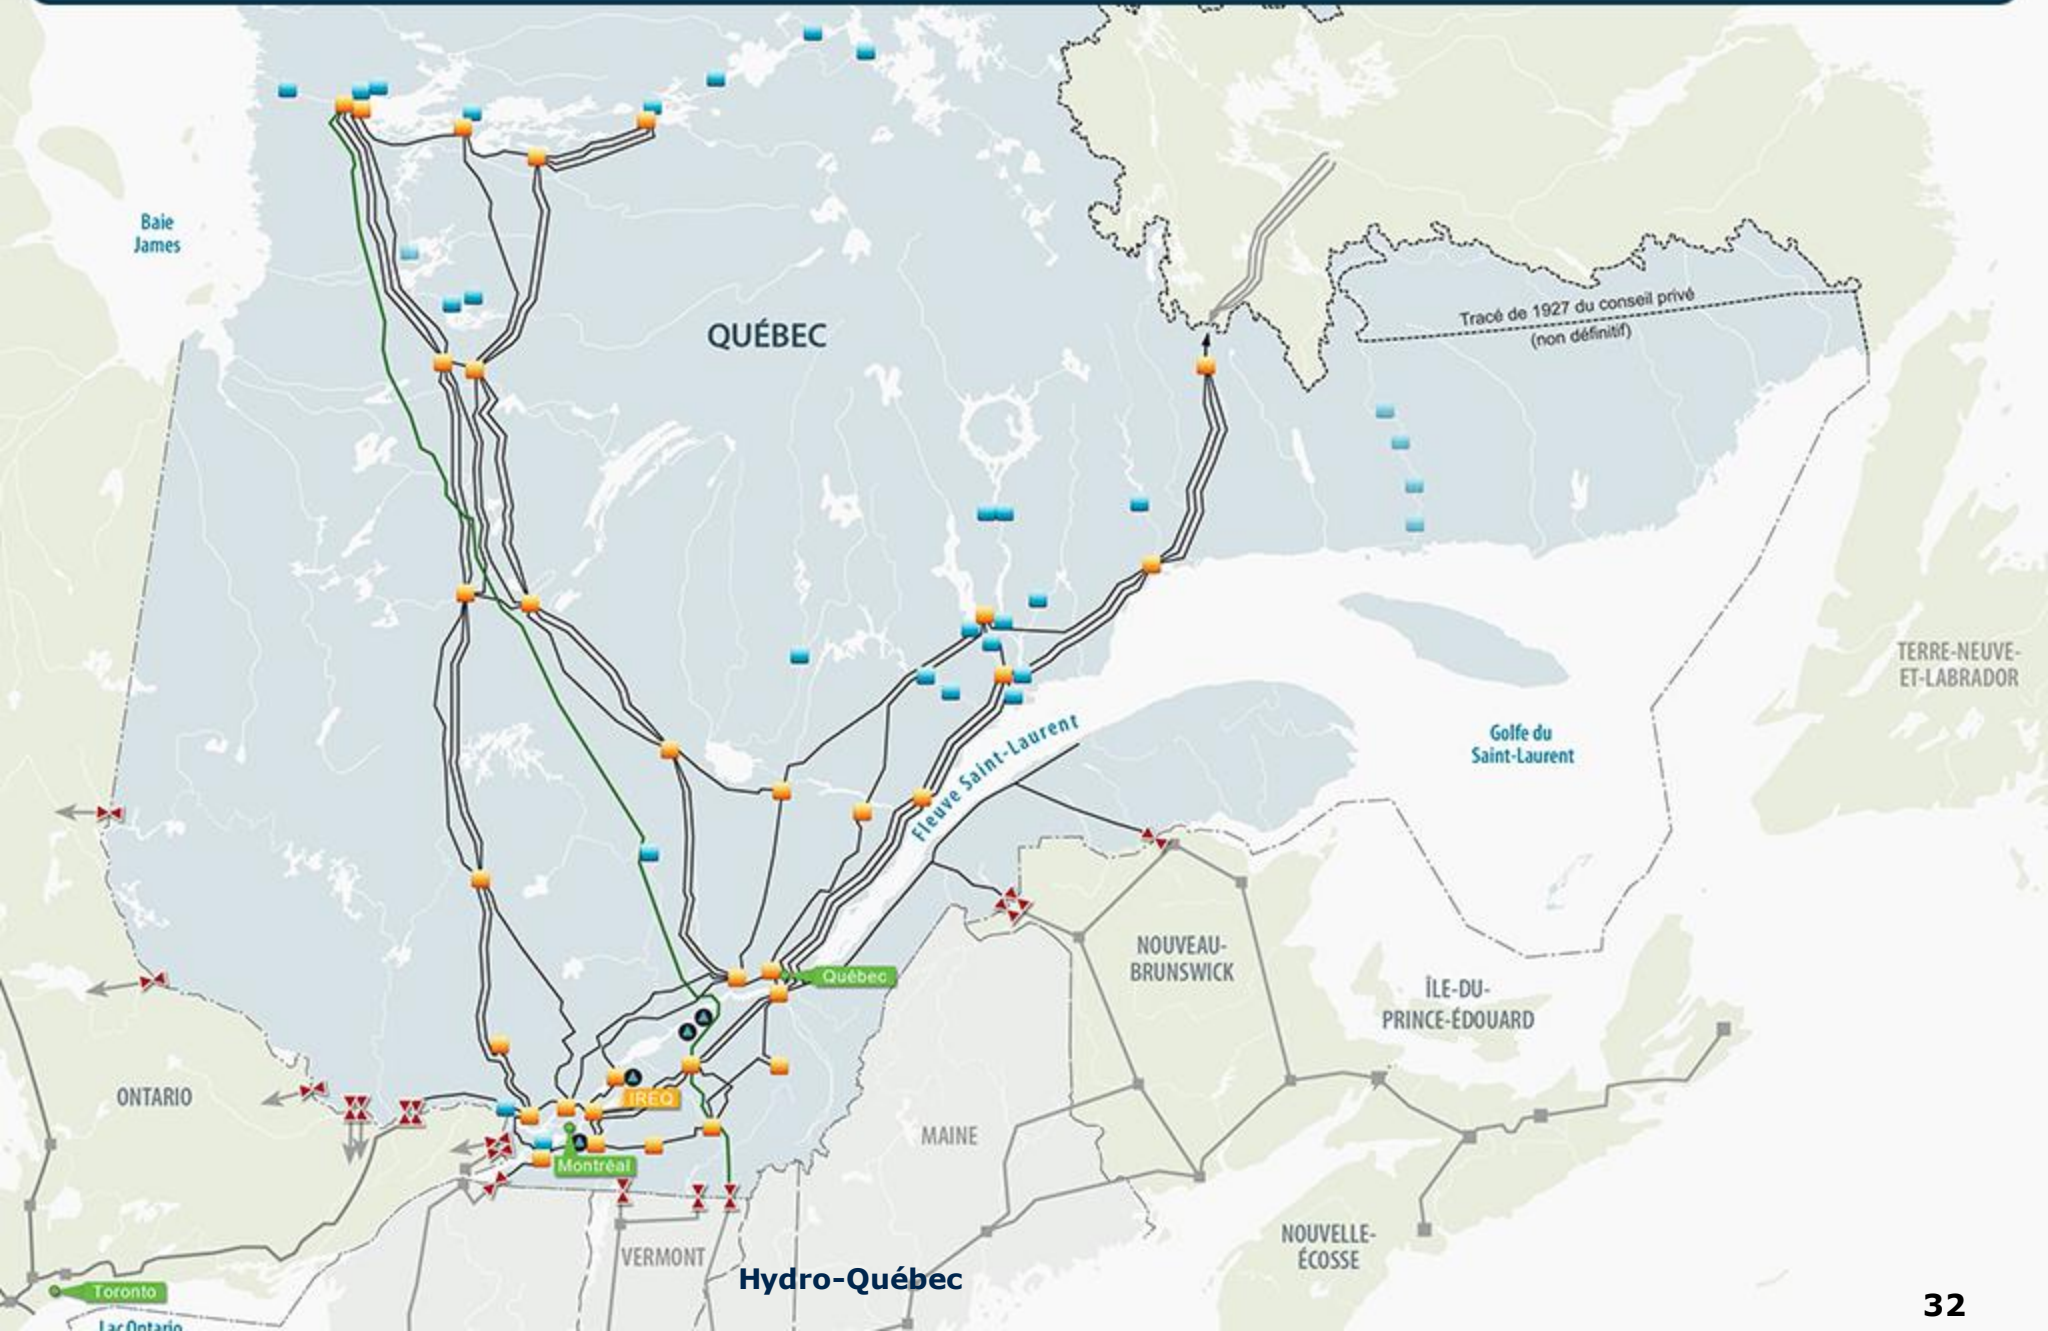 Baie
James
QUÉBEC
Tracé de 1927 du conseil privé
(non définitif)
TERRE-NEUVE-
ET-LABRADOR
Golfe du
Saint-Laurent
Fleuve Saint-Laurent
NOUVEAU-
BRUNSWICK
Québec
ÎLE-DU-
PRINCE-ÉDOUARD
ONTARIO
IREQ
MAINE
Montréal
NOUVELLE-
ÉCOSSE
VERMONT
Hydro-Québec
Toronto
32
Lac Ontario